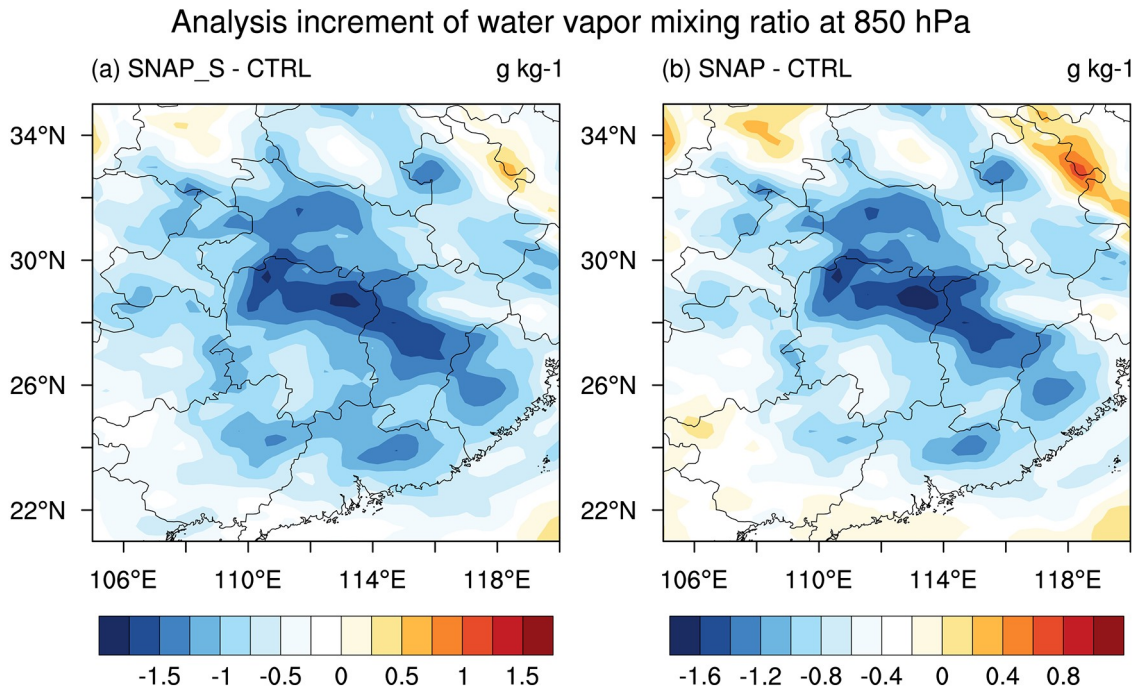 Analysis increment of water vapor mixing ratio at 850 hPa
(a) SNAP_S - CTRL g kg-1
(b) SNAP - CTRL g kg-1
34°N
30°N
26°N
22°N
106°E 110°E 114°E 118°E
34°N
30°N
26°N
22°N
106°E 110°E 114°E 118°E
-1.5 -1 -0.5 0 0.5 1 1.5
-1.6 -1.2 -0.8 -0.4 0 0.4 0.8